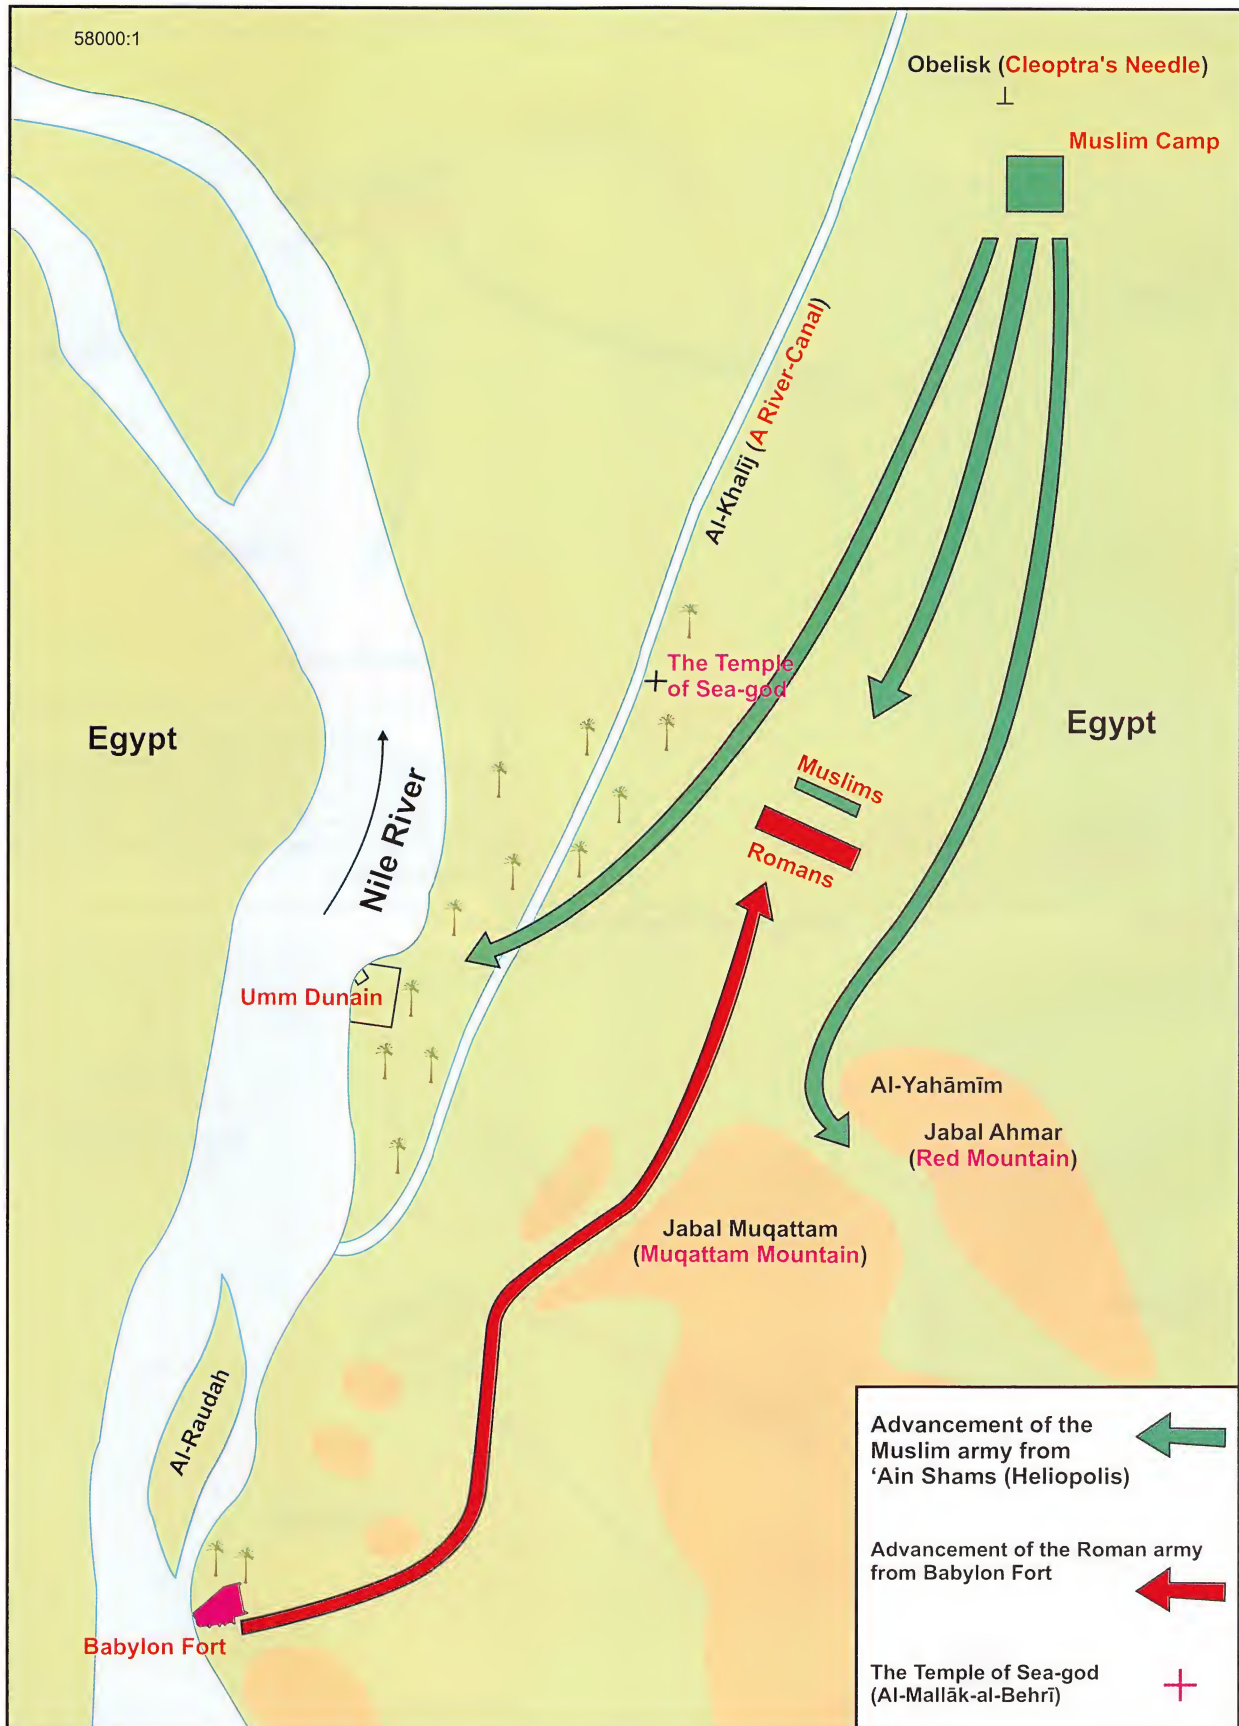 58000:1
Obelisk (Cleoptra's Needle)
Muslim Camp
Al-Khalīj (A River-Canal)
The Temple
of Sea-god
Egypt
Egypt
Nile River
Muslims
Romans
Umm Dunain
Al-Yahāmīm
Jabal Ahmar
(Red Mountain)
Jabal Muqattam
(Muqattam Mountain)
Al-Raudah
Babylon Fort
Advancement of the
Muslim army from
‘Ain Shams (Heliopolis)
Advancement of the Roman army
from Babylon Fort
The Temple of Sea-god
(Al-Mallāk-al-Behrī)